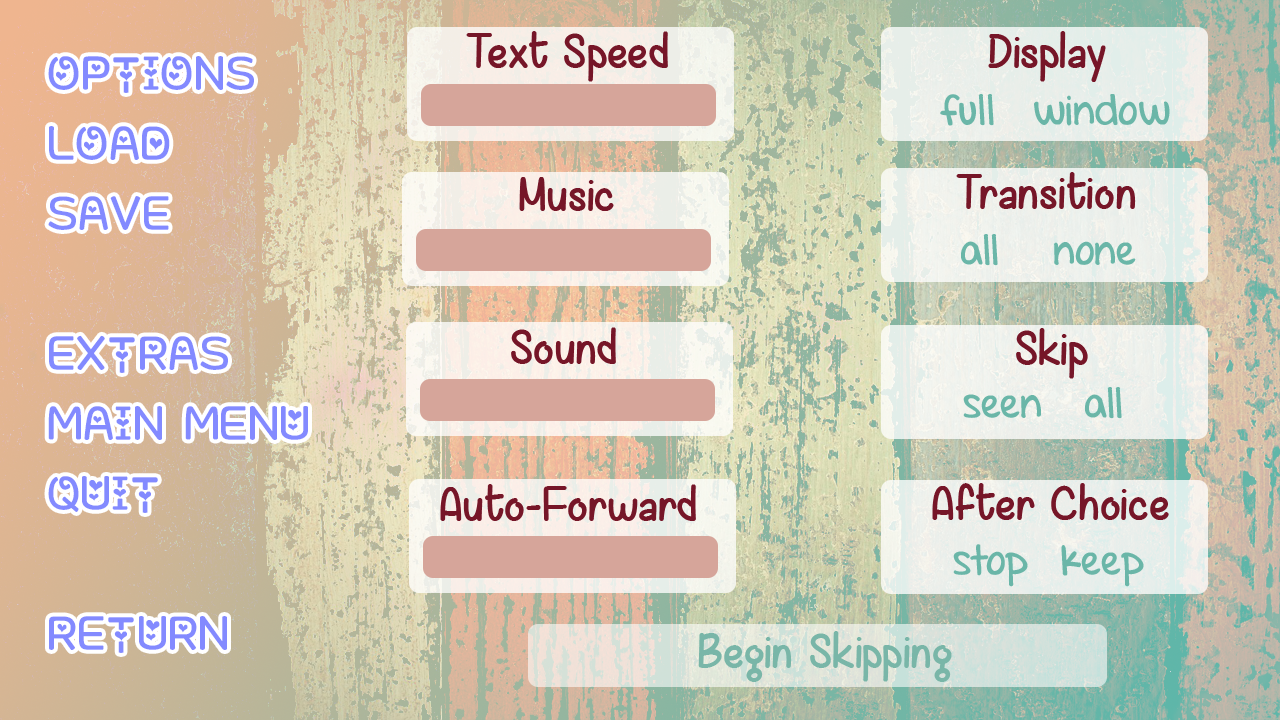 OPTIONS
LOAD
SAVE
EXTRAS
MAIN MENU
QUIT
RETURN
Text Speed
Music
Sound
Auto-Forward
Display
full window
Transition
all none
Skip
seen all
After Choice
stop keep
Begin Skipping